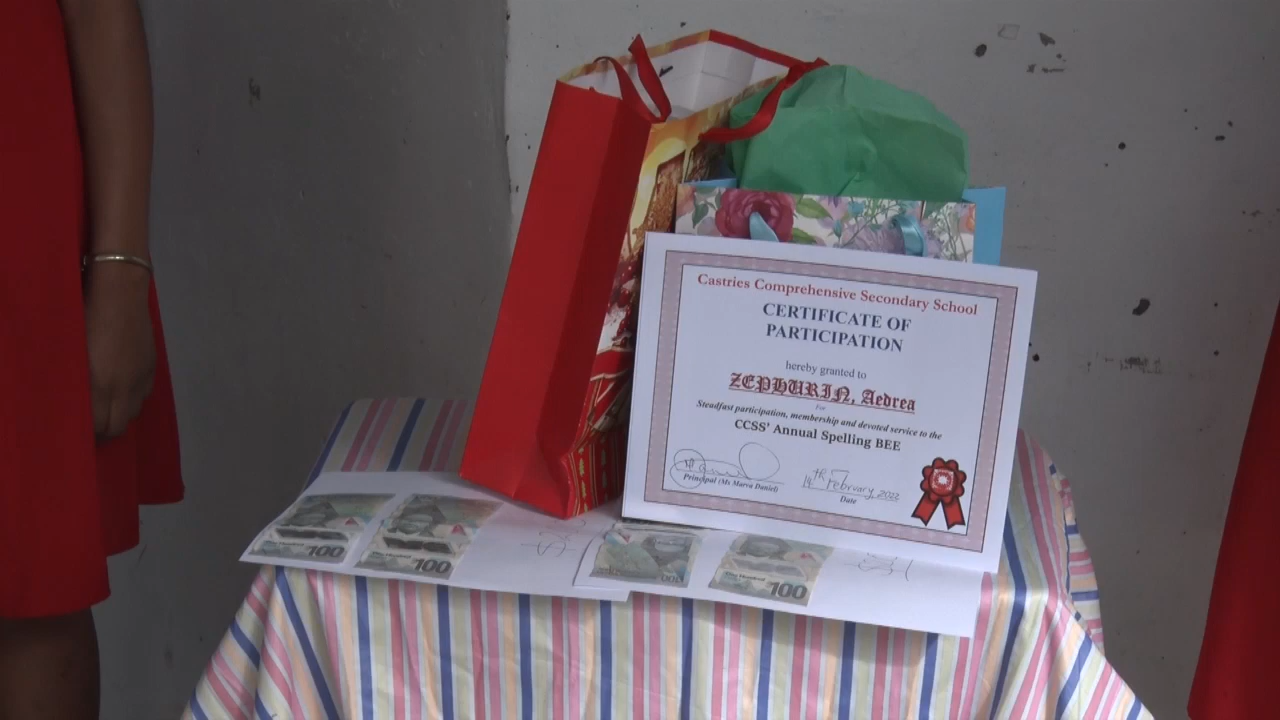 Castries Comprehensive Secondary School
CERTIFICATE OF
PARTICIPATION
hereby granted to
ZEPHURIN, Aedrea
For
Steadfast participation, membership and devoted service to the
CCSS' Annual Spelling BEE
14TH February, 2022
Principal (Ms Marva Daniel)
Date
100
100
100
100